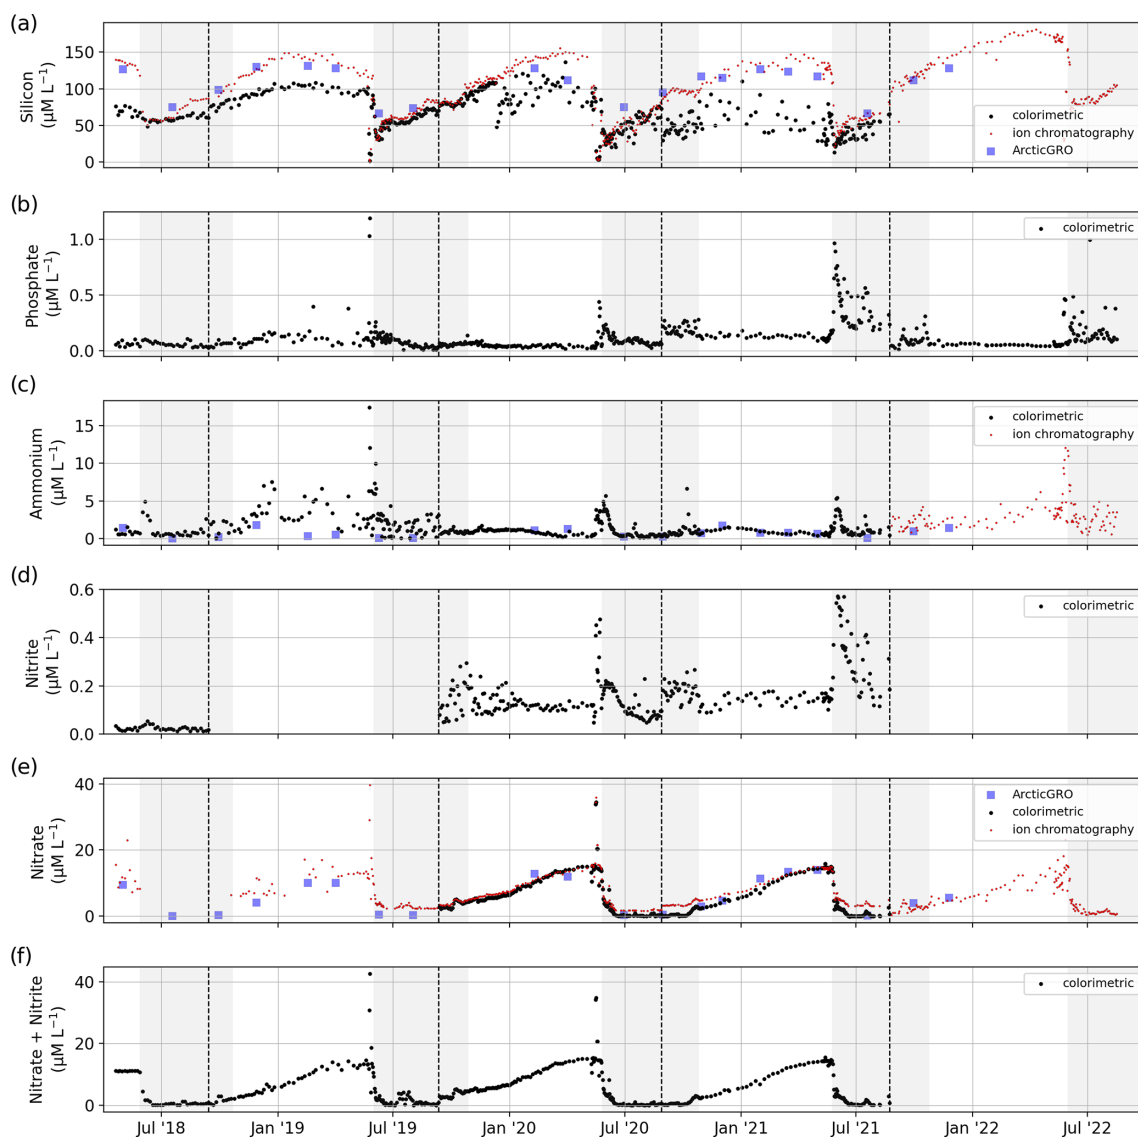 (a)
Silicon
(μM L⁻¹)
150
100
50
0
colorimetric
ion chromatography
ArcticGRO
(b)
Phosphate
(μM L⁻¹)
1.0
0.5
0.0
colorimetric
(c)
Ammonium
(μM L⁻¹)
15
10
5
0
colorimetric
ion chromatography
(d)
Nitrite
(μM L⁻¹)
0.6
0.4
0.2
0.0
colorimetric
(e)
Nitrate
(μM L⁻¹)
40
20
0
ArcticGRO
colorimetric
ion chromatography
(f)
Nitrate + Nitrite
(μM L⁻¹)
40
20
0
colorimetric
Jul '18 Jan '19 Jul '19 Jan '20 Jul '20 Jan '21 Jul '21 Jan '22 Jul '22